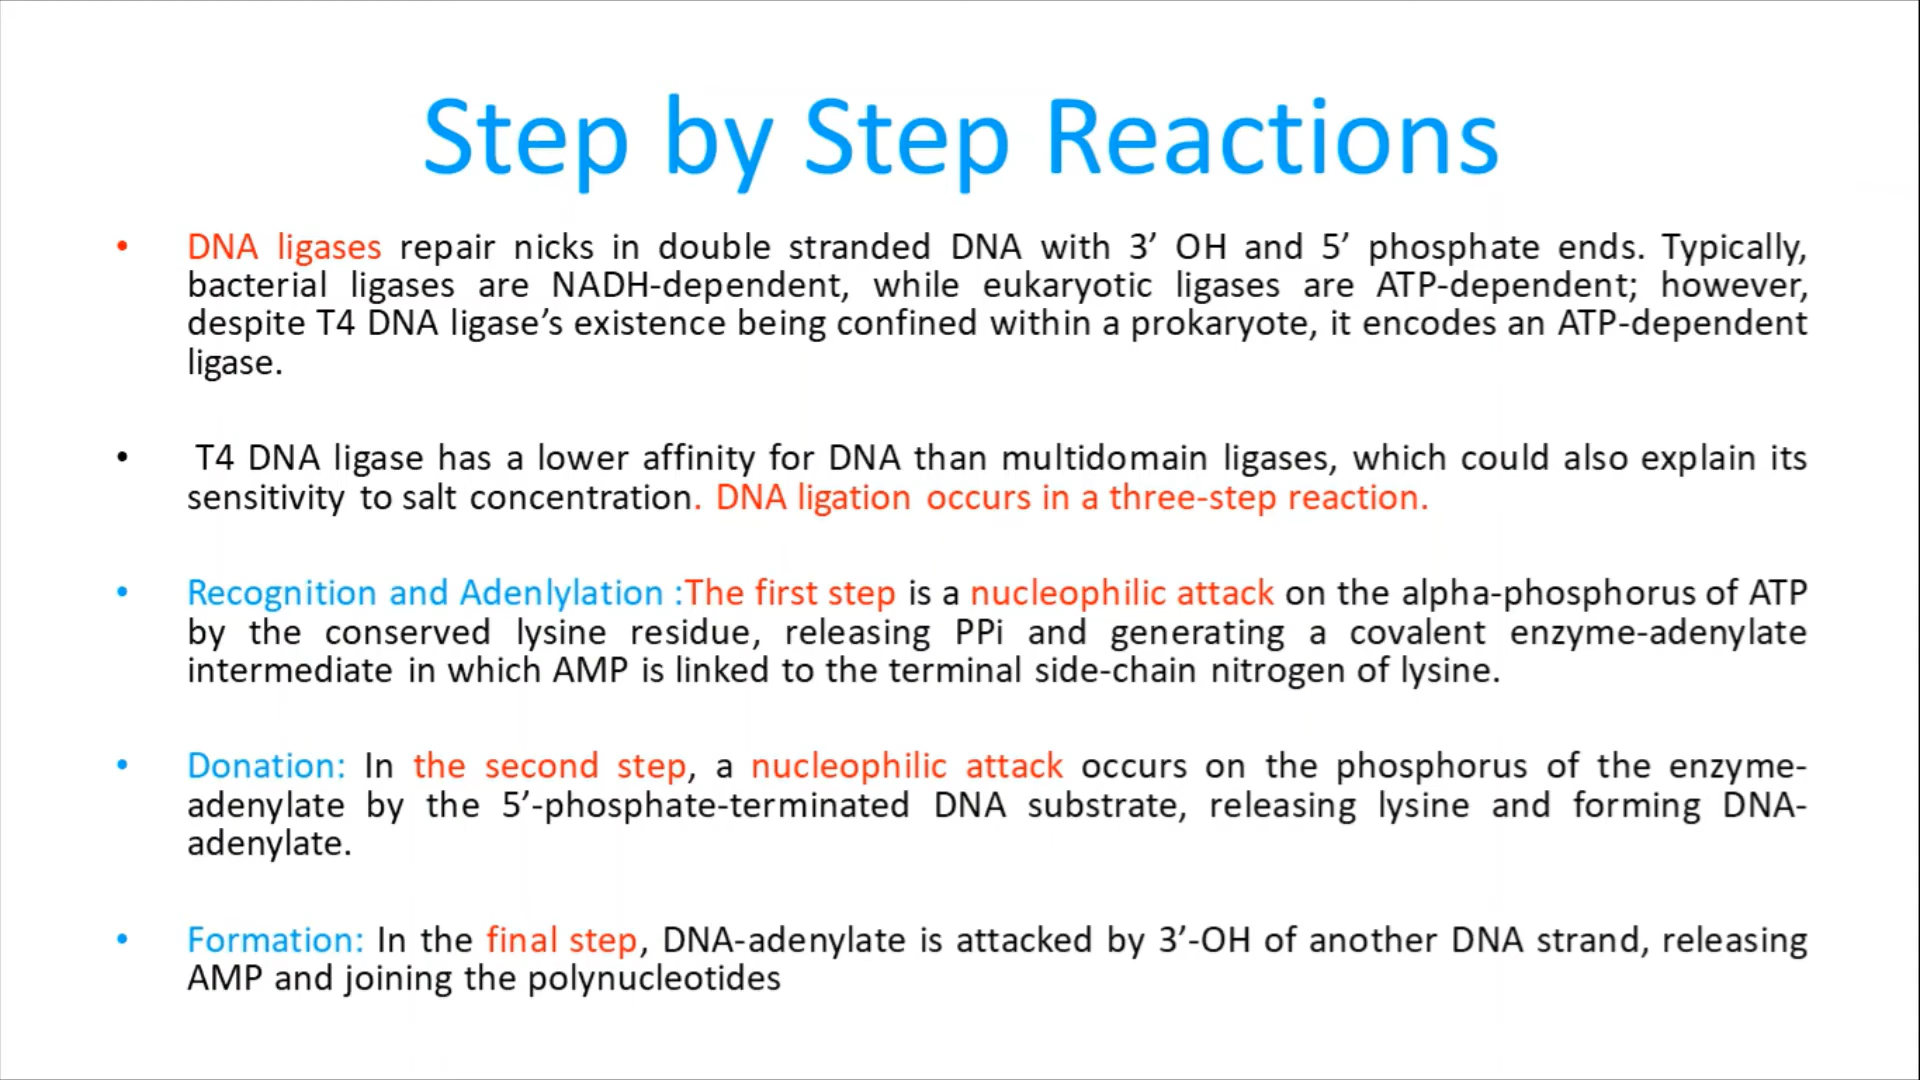 Step by Step Reactions
• DNA ligases repair nicks in double stranded DNA with 3’ OH and 5’ phosphate ends. Typically,
bacterial ligases are NADH-dependent, while eukaryotic ligases are ATP-dependent; however,
despite T4 DNA ligase’s existence being confined within a prokaryote, it encodes an ATP-dependent
ligase.
• T4 DNA ligase has a lower affinity for DNA than multidomain ligases, which could also explain its
sensitivity to salt concentration. DNA ligation occurs in a three-step reaction.
• Recognition and Adenlylation :The first step is a nucleophilic attack on the alpha-phosphorus of ATP
by the conserved lysine residue, releasing PPi and generating a covalent enzyme-adenylate
intermediate in which AMP is linked to the terminal side-chain nitrogen of lysine.
• Donation: In the second step, a nucleophilic attack occurs on the phosphorus of the enzyme-
adenylate by the 5’-phosphate-terminated DNA substrate, releasing lysine and forming DNA-
adenylate.
• Formation: In the final step, DNA-adenylate is attacked by 3’-OH of another DNA strand, releasing
AMP and joining the polynucleotides